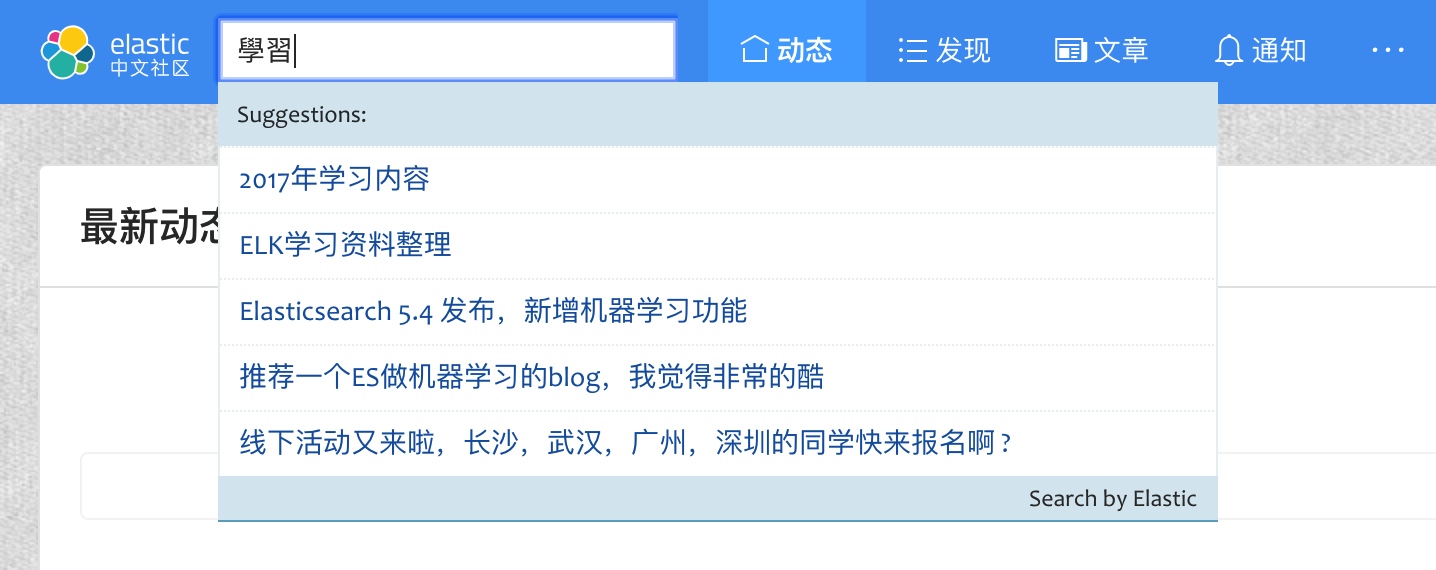 elastic
中文社区
學習
动态
发现
文章
通知
Suggestions:
2017年学习内容
ELK学习资料整理
Elasticsearch 5.4 发布，新增机器学习功能
推荐一个ES做机器学习的blog，我觉得非常的酷
线下活动又来啦，长沙，武汉，广州，深圳的同学快来报名啊？
Search by Elastic
最新动态